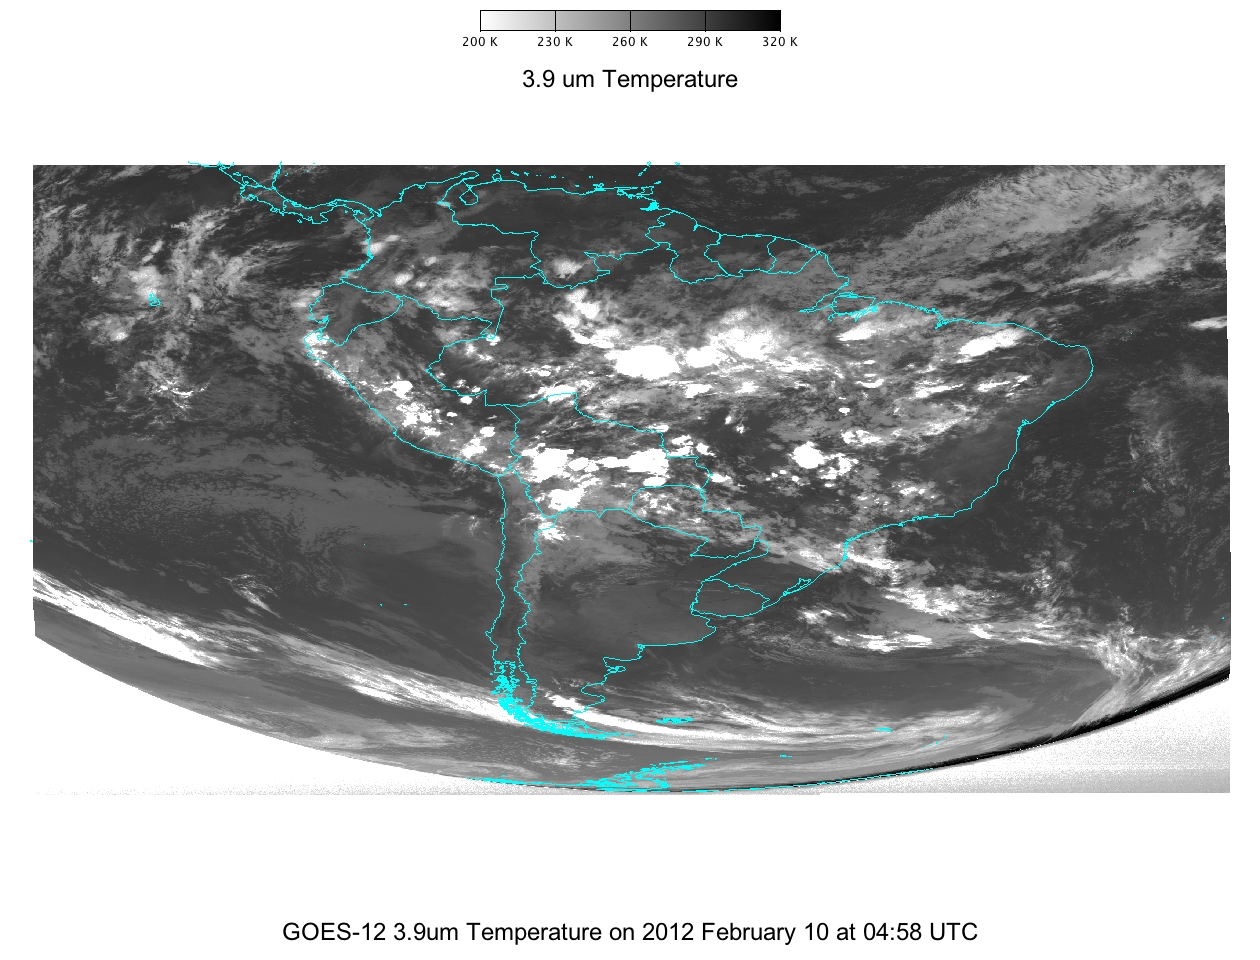 200 K 230 K 260 K 290 K 320 K
3.9 um Temperature
GOES-12 3.9um Temperature on 2012 February 10 at 04:58 UTC